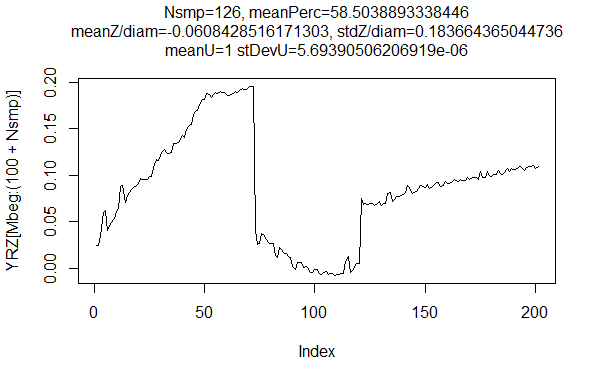 Nsmp=126, meanPerc=58.5038893338446
meanZ/diam=-0.0608428516171303, stdZ/diam=0.183664365044736
meanU=1 stDevU=5.69390506206919e-06
YRZ[Mbeg:(100 + Nsmp)]
0.20
0.15
0.10
0.05
0.00
0 50 100 150 200
Index